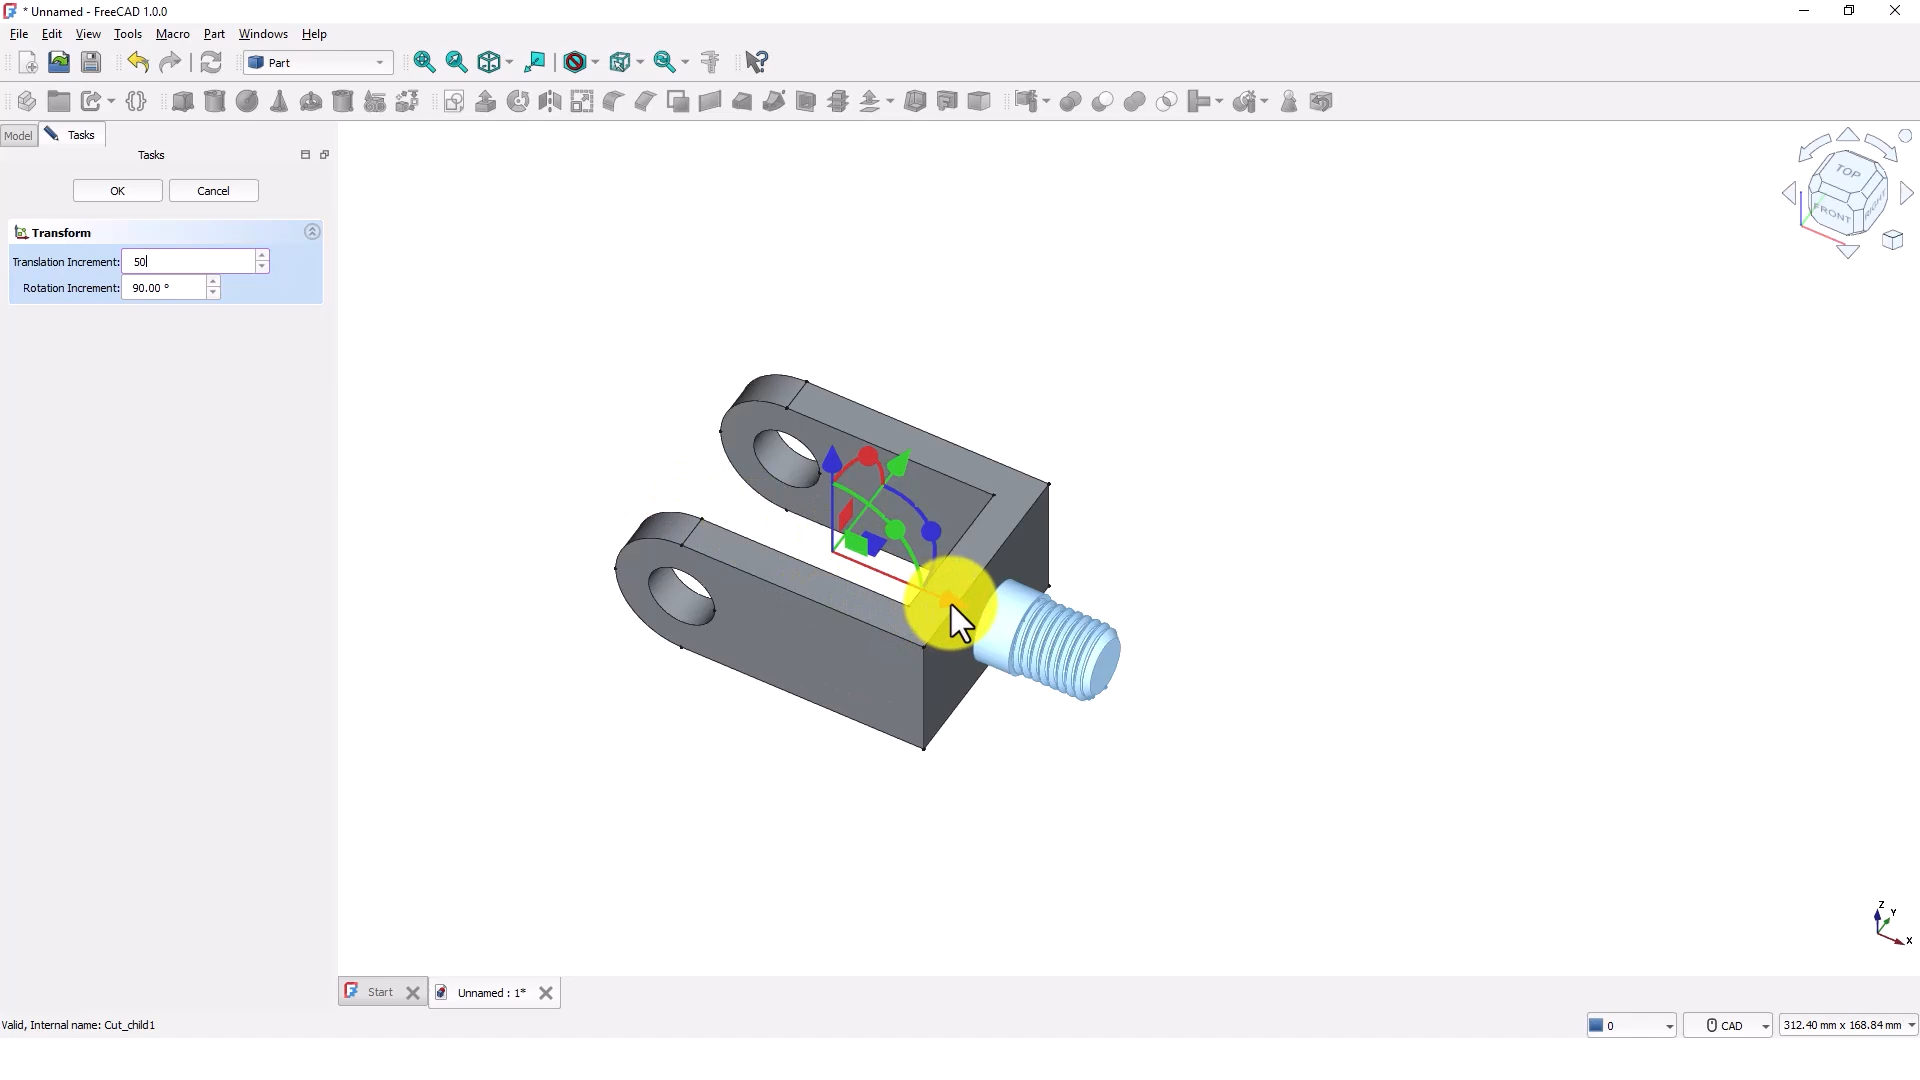 * Unnamed - FreeCAD 1.0.0
File Edit View Tools Macro Part Windows Help
Part
Model Tasks
Tasks
OK Cancel
Transform
Translation Increment: 50
Rotation Increment: 90.00 °
TOP
FRONT
RIGHT
Z
Y
X
Start Unnamed : 1*
Valid, Internal name: Cut_child1
0 CAD 312.40 mm x 168.84 mm